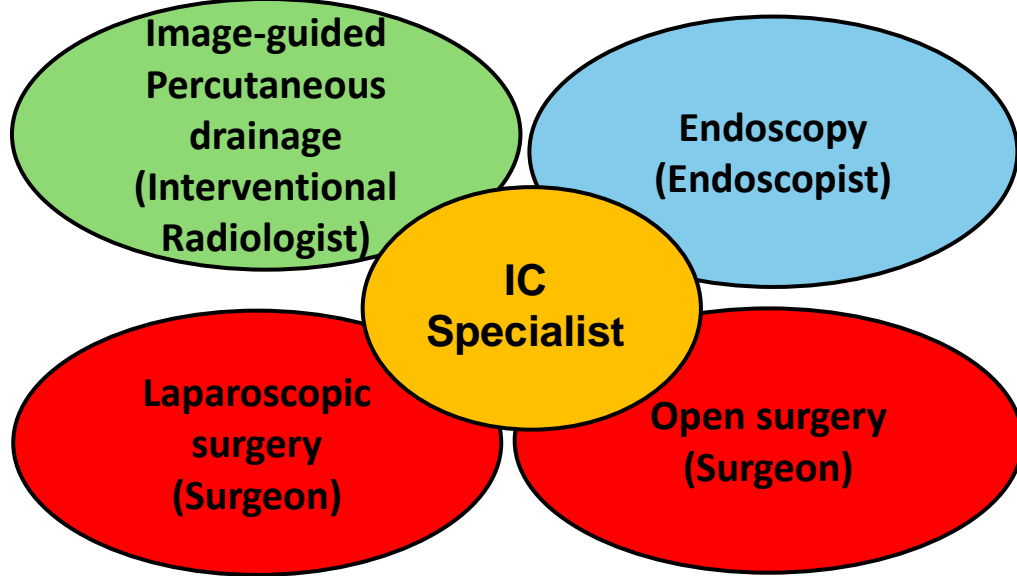 Image-guided
Percutaneous
drainage
(Interventional
Radiologist)
Endoscopy
(Endoscopist)
IC
Specialist
Laparoscopic
surgery
(Surgeon)
Open surgery
(Surgeon)